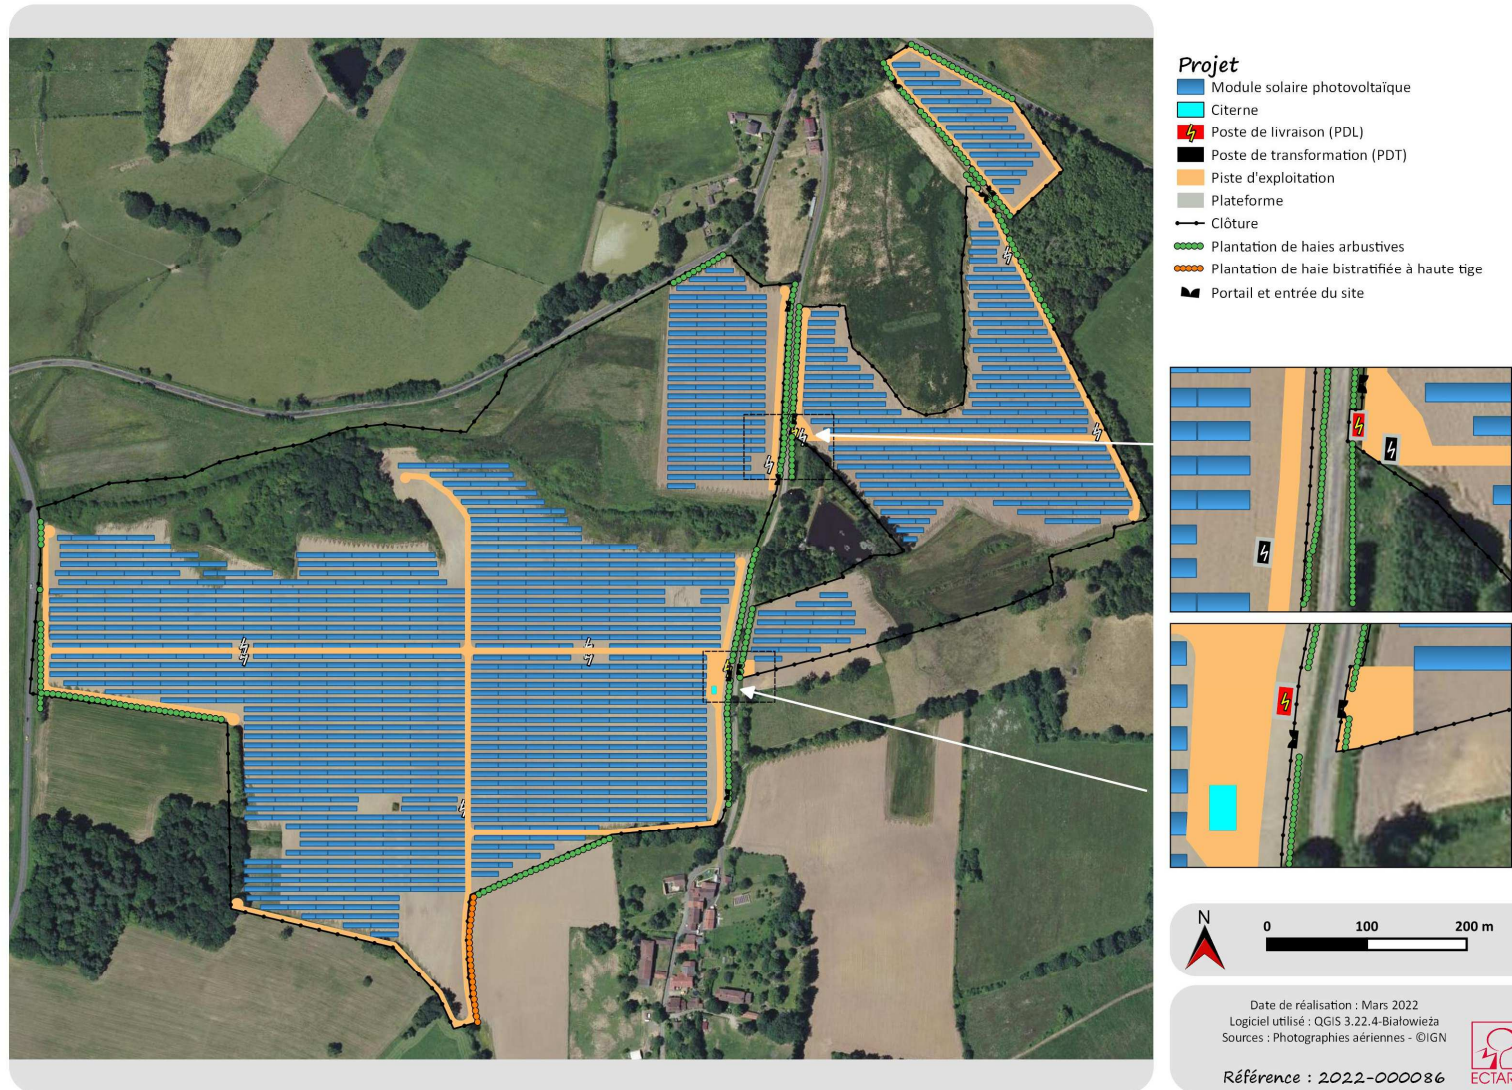 Projet
Module solaire photovoltaïque
Citerne
Poste de livraison (PDL)
Poste de transformation (PDT)
Piste d'exploitation
Plateforme
Clôture
Plantation de haies arbustives
Plantation de haie bistratifiée à haute tige
Portail et entrée du site
N
0 100 200 m
Date de réalisation : Mars 2022
Logiciel utilisé : QGIS 3.22.4-Białowieża
Sources : Photographies aériennes - ©IGN
Référence : 2022-000086